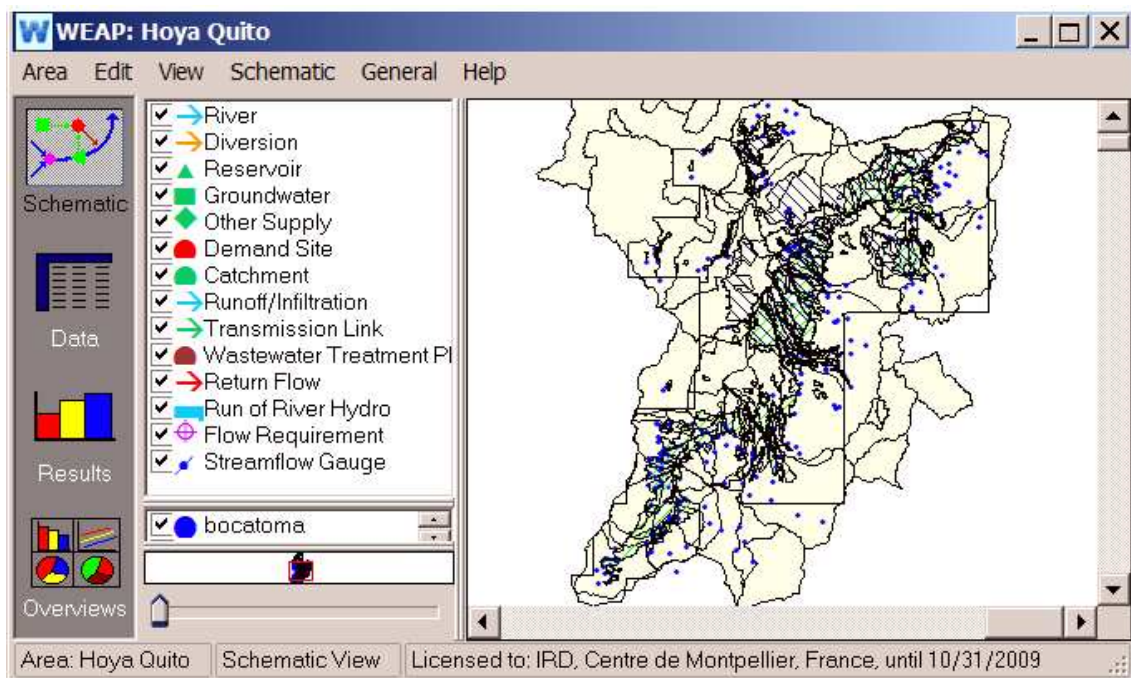 WEAP: Hoya Quito
Area Edit View Schematic General Help
Schematic
Data
Results
Overviews
River
Diversion
Reservoir
Groundwater
Other Supply
Demand Site
Catchment
Runoff/Infiltration
Transmission Link
Wastewater Treatment Pl
Return Flow
Run of River Hydro
Flow Requirement
Streamflow Gauge
bocatoma
Area: Hoya Quito Schematic View Licensed to: IRD, Centre de Montpellier, France, until 10/31/2009